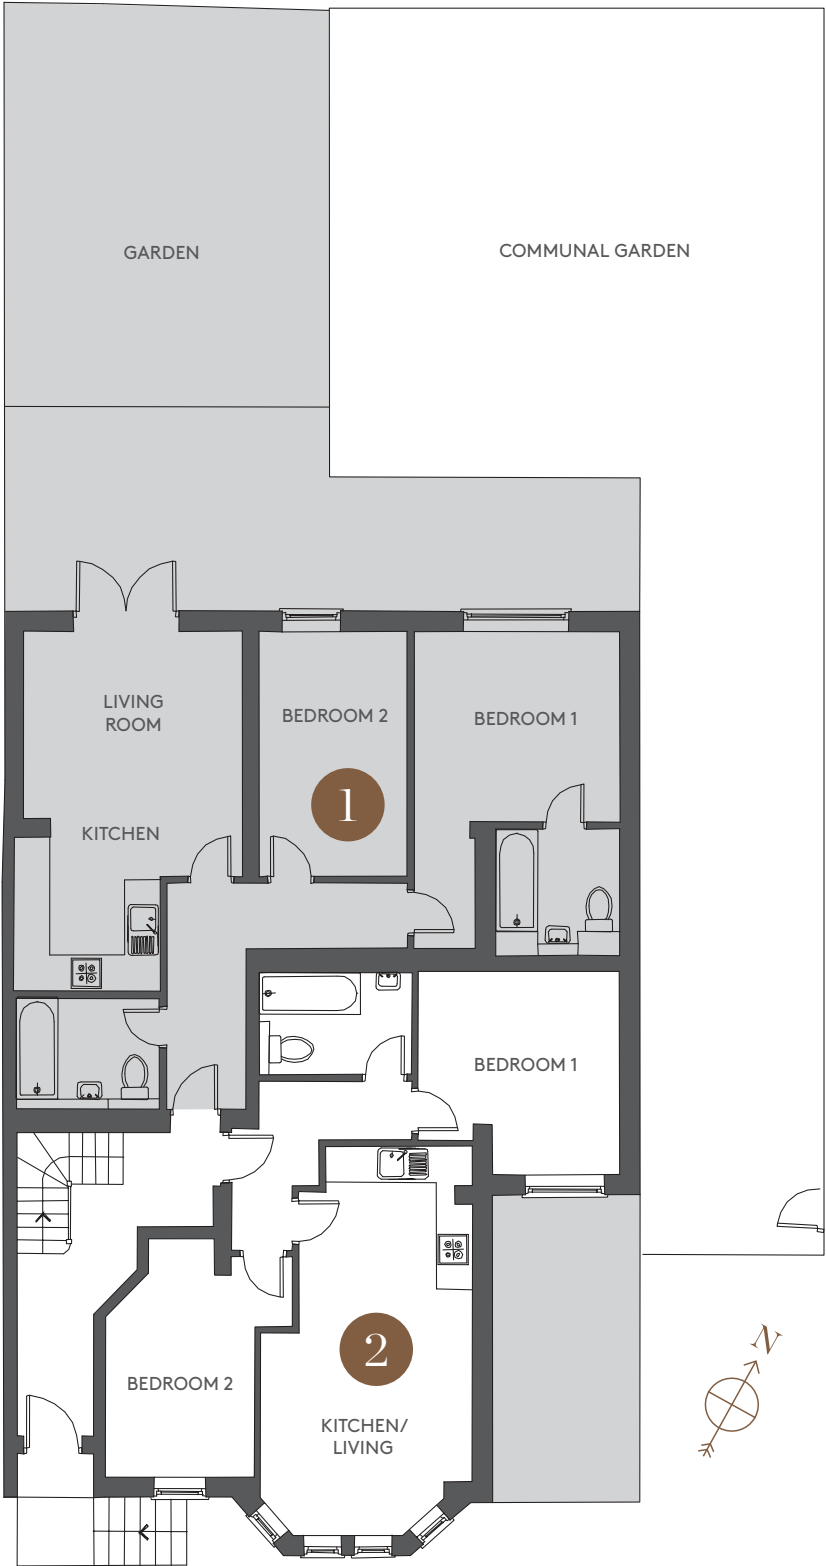 GARDEN
COMMUNAL GARDEN
LIVING
ROOM
BEDROOM 2
BEDROOM 1
1
KITCHEN
BEDROOM 1
2
BEDROOM 2
KITCHEN/
LIVING
N